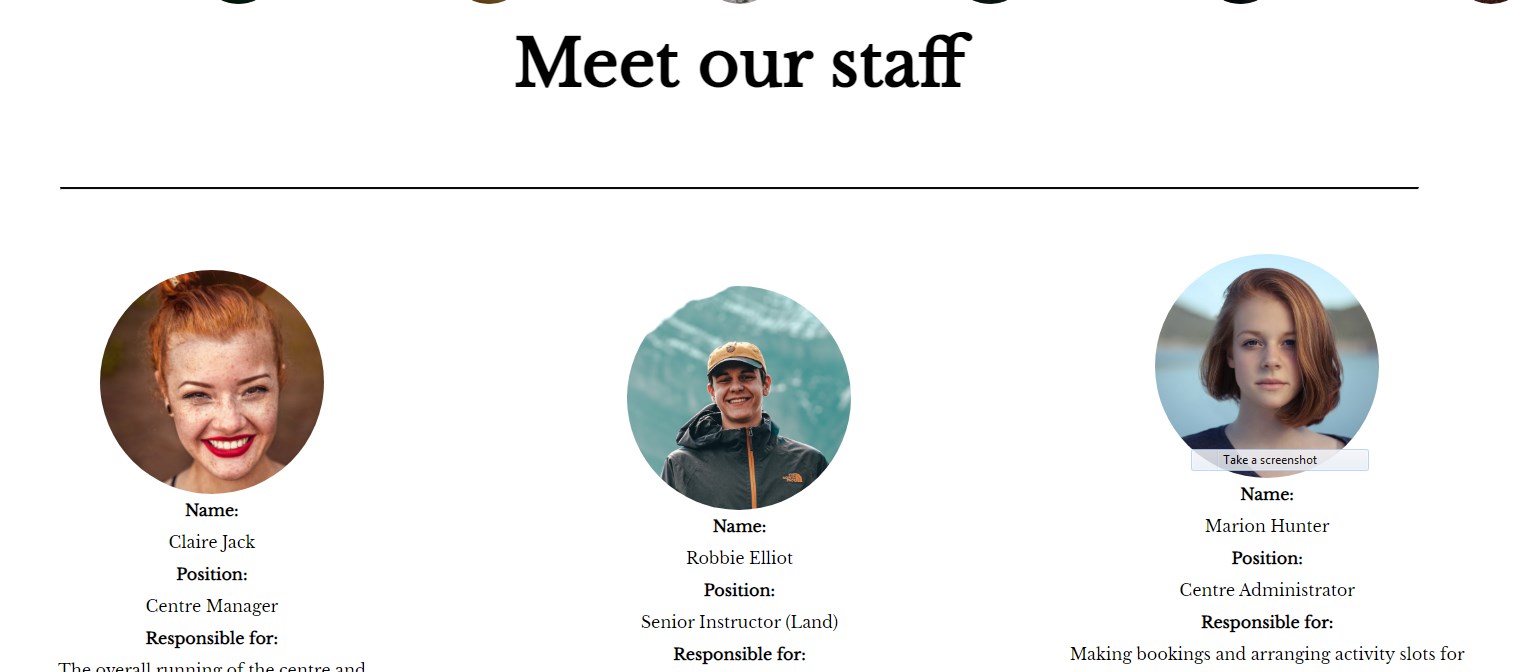 Meet our staff
Name:
Claire Jack
Position:
Centre Manager
Responsible for:
The overall running of the centre and
Name:
Robbie Elliot
Position:
Senior Instructor (Land)
Responsible for:
Take a screenshot
Name:
Marion Hunter
Position:
Centre Administrator
Responsible for:
Making bookings and arranging activity slots for